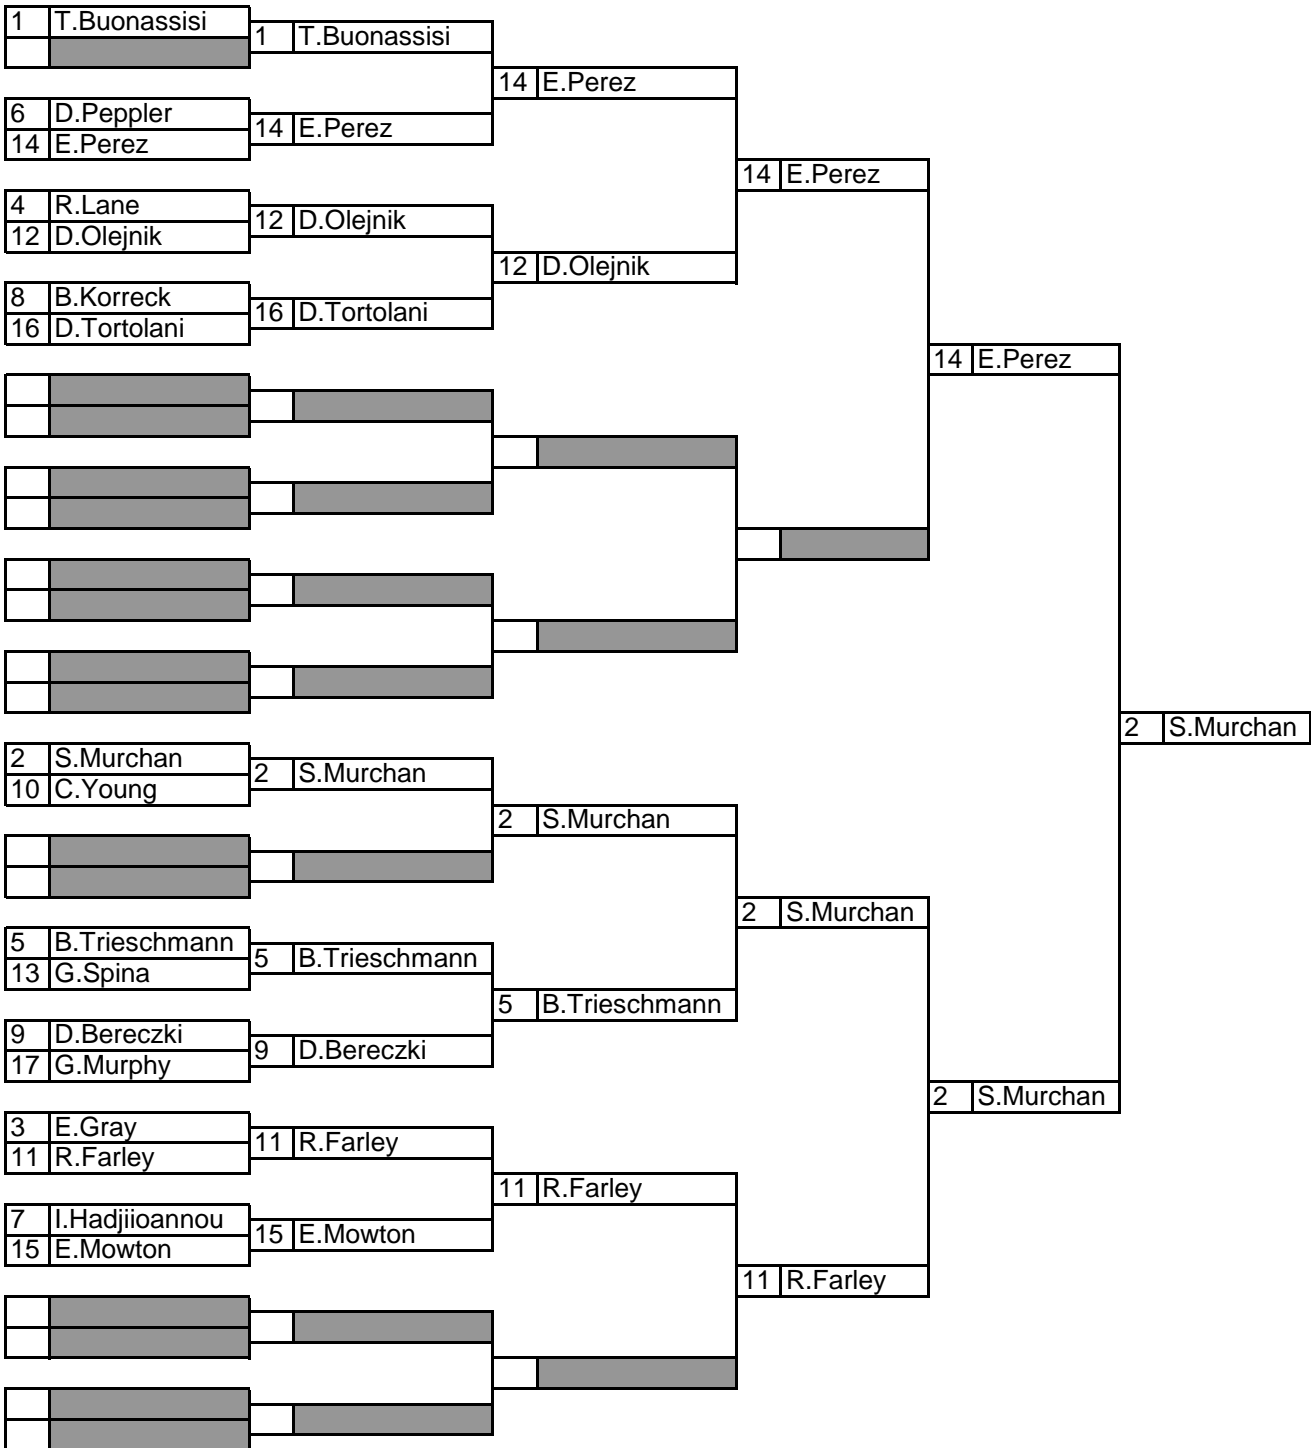 1 T.Buonassisi
6 D.Peppler
14 E.Perez
4 R.Lane
12 D.Olejnik
8 B.Korreck
16 D.Tortolani
2 S.Murchan
10 C.Young
5 B.Trieschmann
13 G.Spina
9 D.Bereczki
17 G.Murphy
3 E.Gray
11 R.Farley
7 I.Hadjiioannou
15 E.Mowton
1 T.Buonassisi
14 E.Perez
12 D.Olejnik
16 D.Tortolani
2 S.Murchan
5 B.Trieschmann
9 D.Bereczki
11 R.Farley
15 E.Mowton
14 E.Perez
12 D.Olejnik
2 S.Murchan
5 B.Trieschmann
11 R.Farley
14 E.Perez
2 S.Murchan
11 R.Farley
14 E.Perez
2 S.Murchan
2 S.Murchan